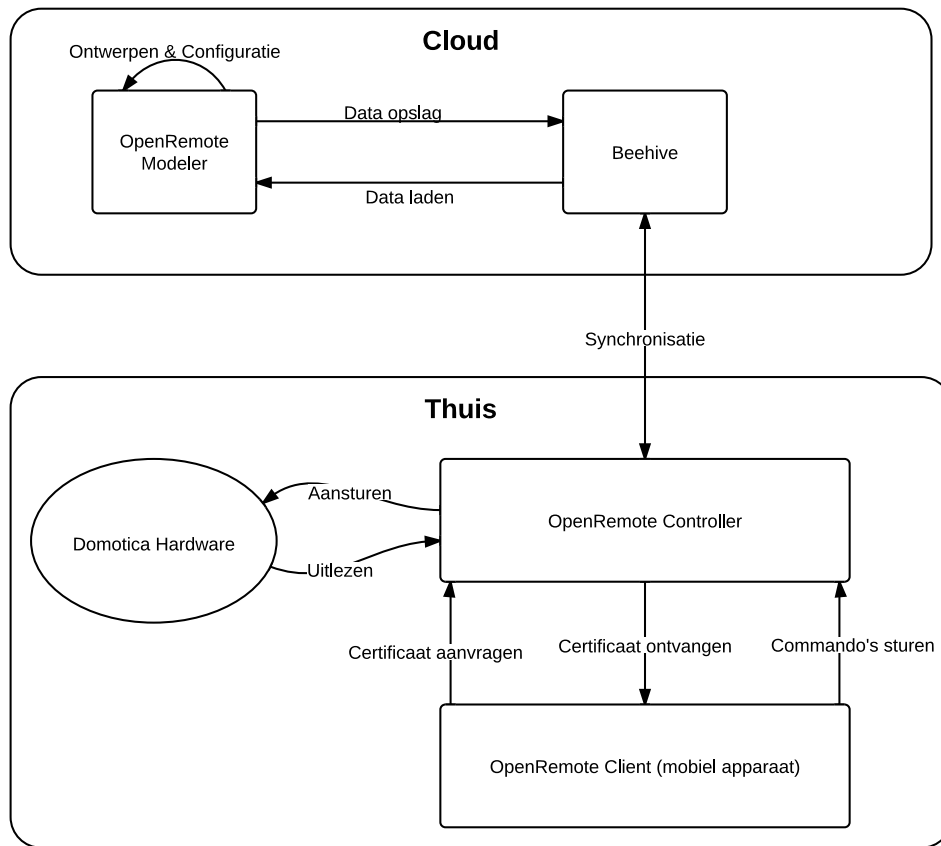 Cloud
Ontwerpen & Configuratie
OpenRemote
Modeler
Data opslag
Beehive
Data laden
Synchronisatie
Thuis
Aansturen
OpenRemote Controller
Domotica Hardware
Uitlezen
Certificaat aanvragen
Certificaat ontvangen
Commando's sturen
OpenRemote Client (mobiel apparaat)